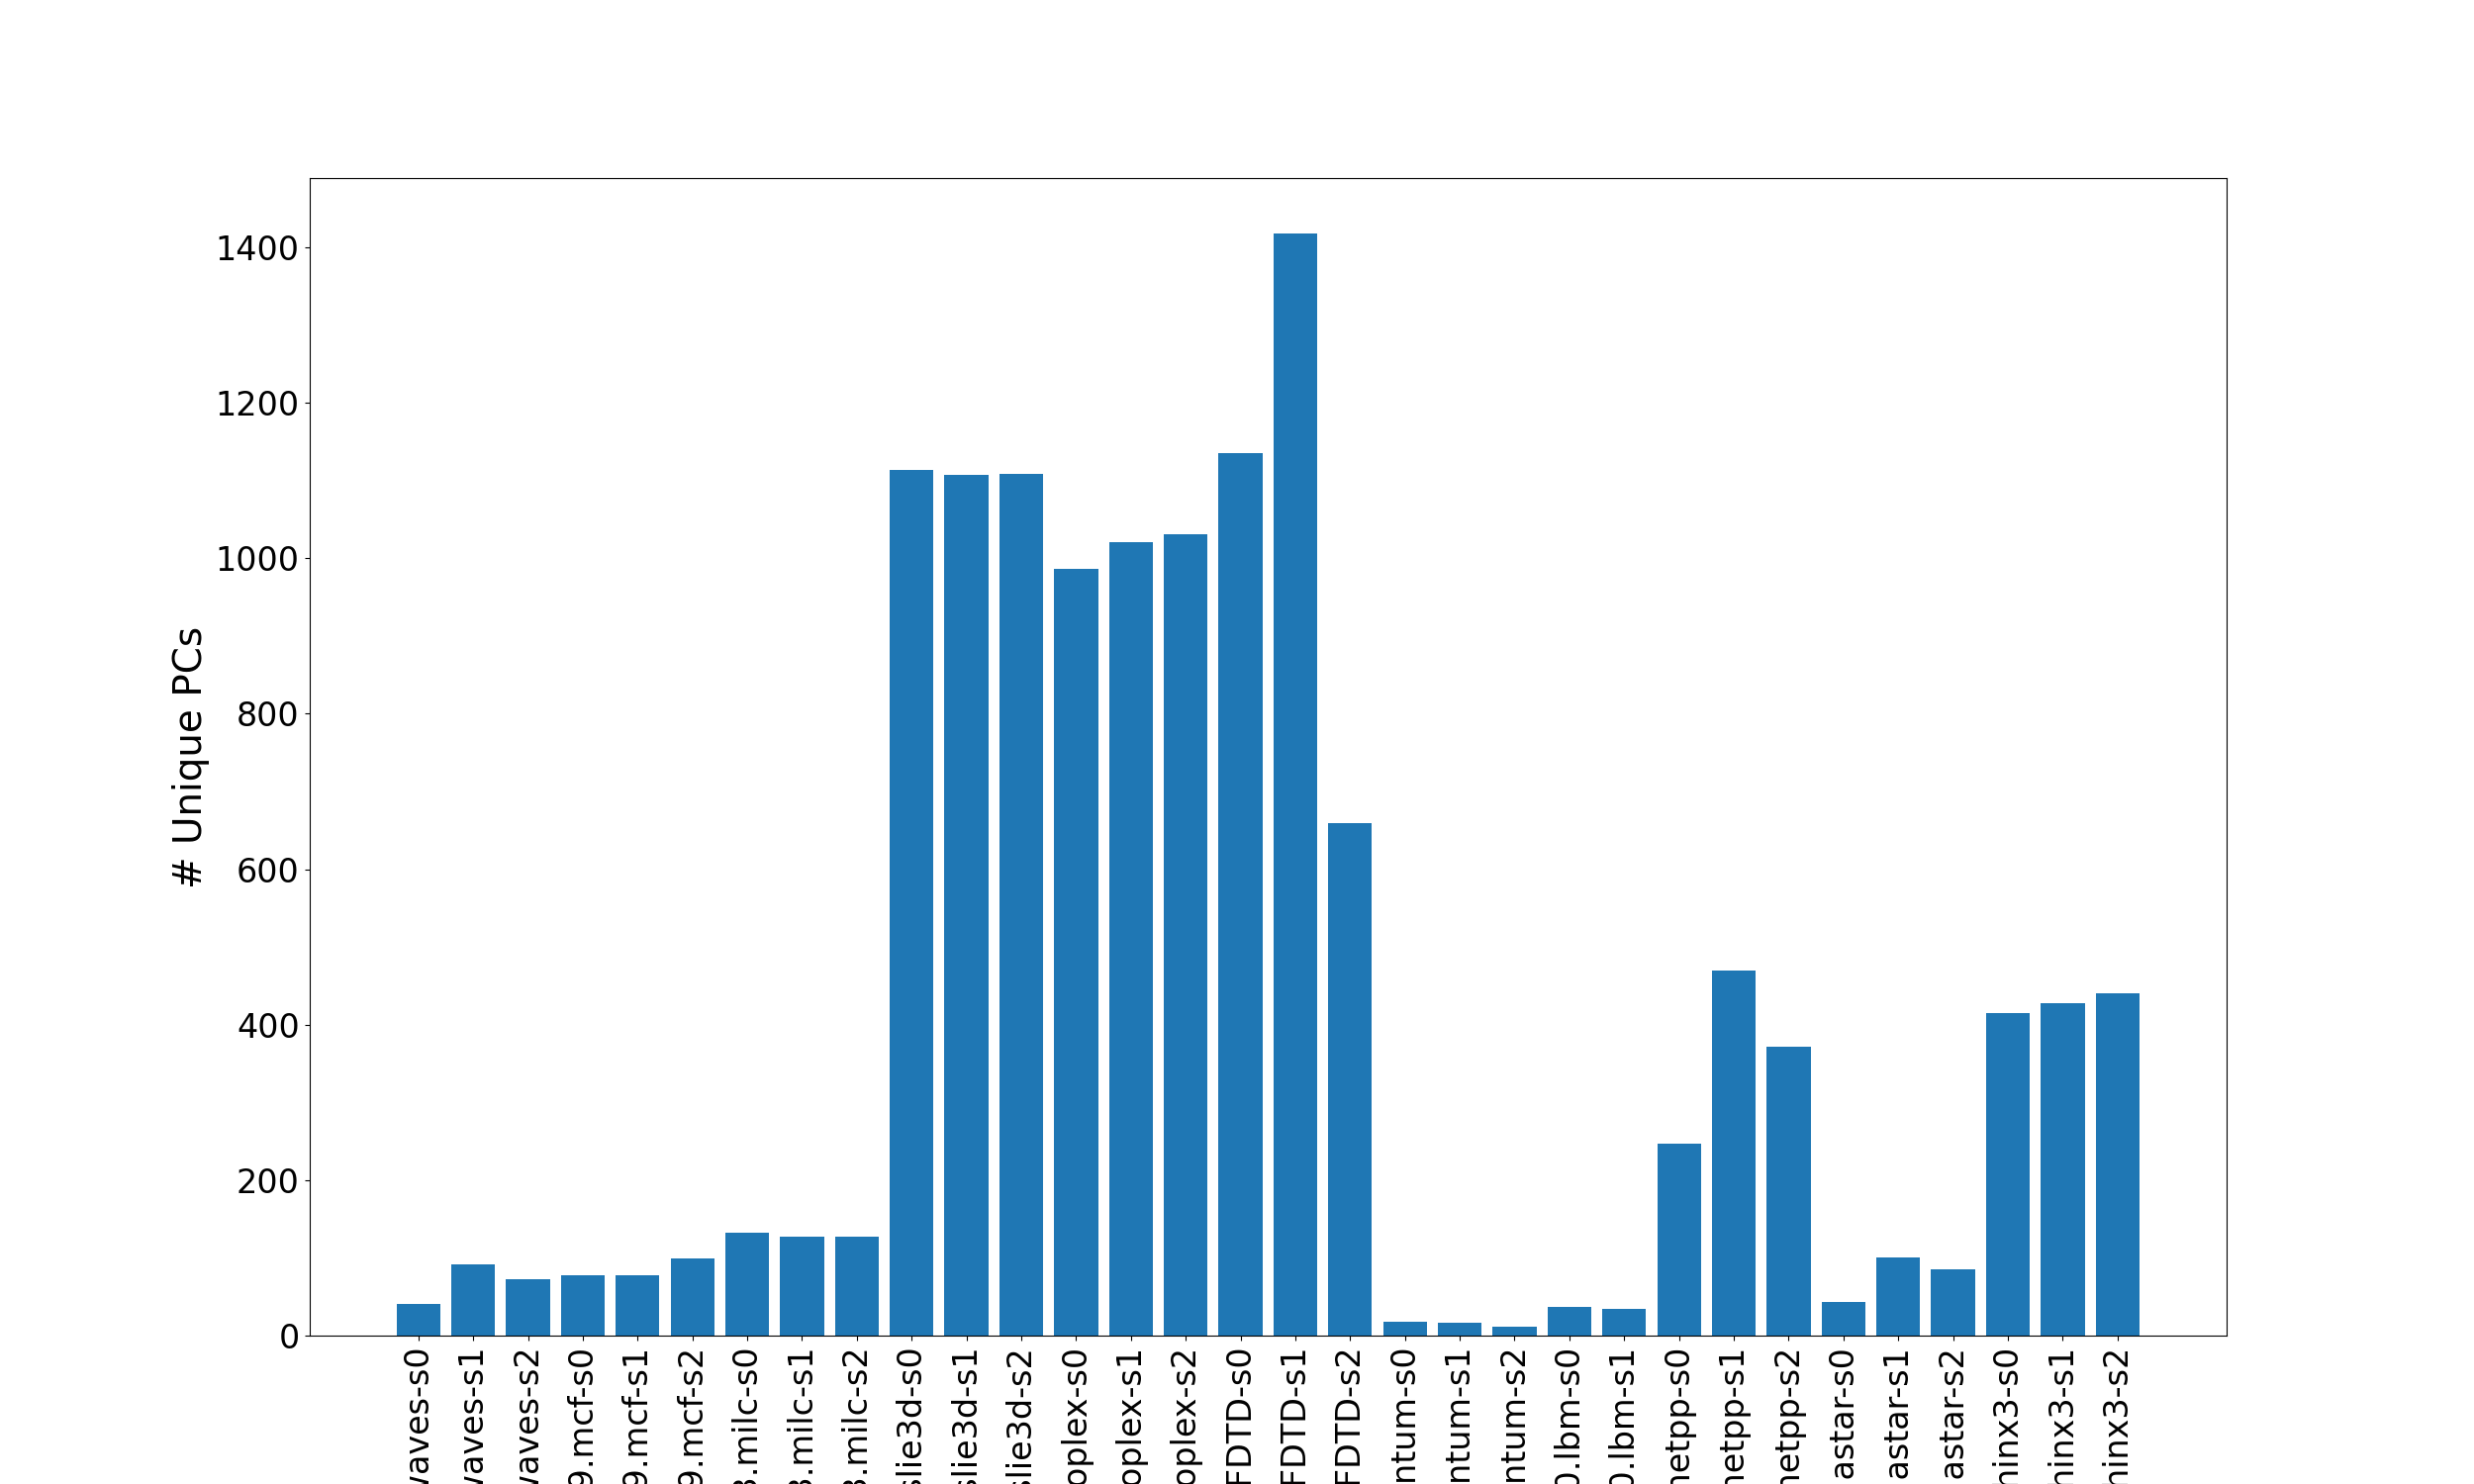 # Unique PCs
1400
1200
1000
800
600
400
200
0
waves-s0
waves-s1
waves-s2
9.mcf-s0
9.mcf-s1
9.mcf-s2
3.milc-s0
3.milc-s1
3.milc-s2
slie3d-s0
slie3d-s1
slie3d-s2
oplex-s0
oplex-s1
oplex-s2
FDTD-s0
FDTD-s1
FDTD-s2
ntum-s0
ntum-s1
ntum-s2
0.lbm-s0
0.lbm-s1
netpp-s0
netpp-s1
netpp-s2
astar-s0
astar-s1
astar-s2
hinx3-s0
hinx3-s1
hinx3-s2